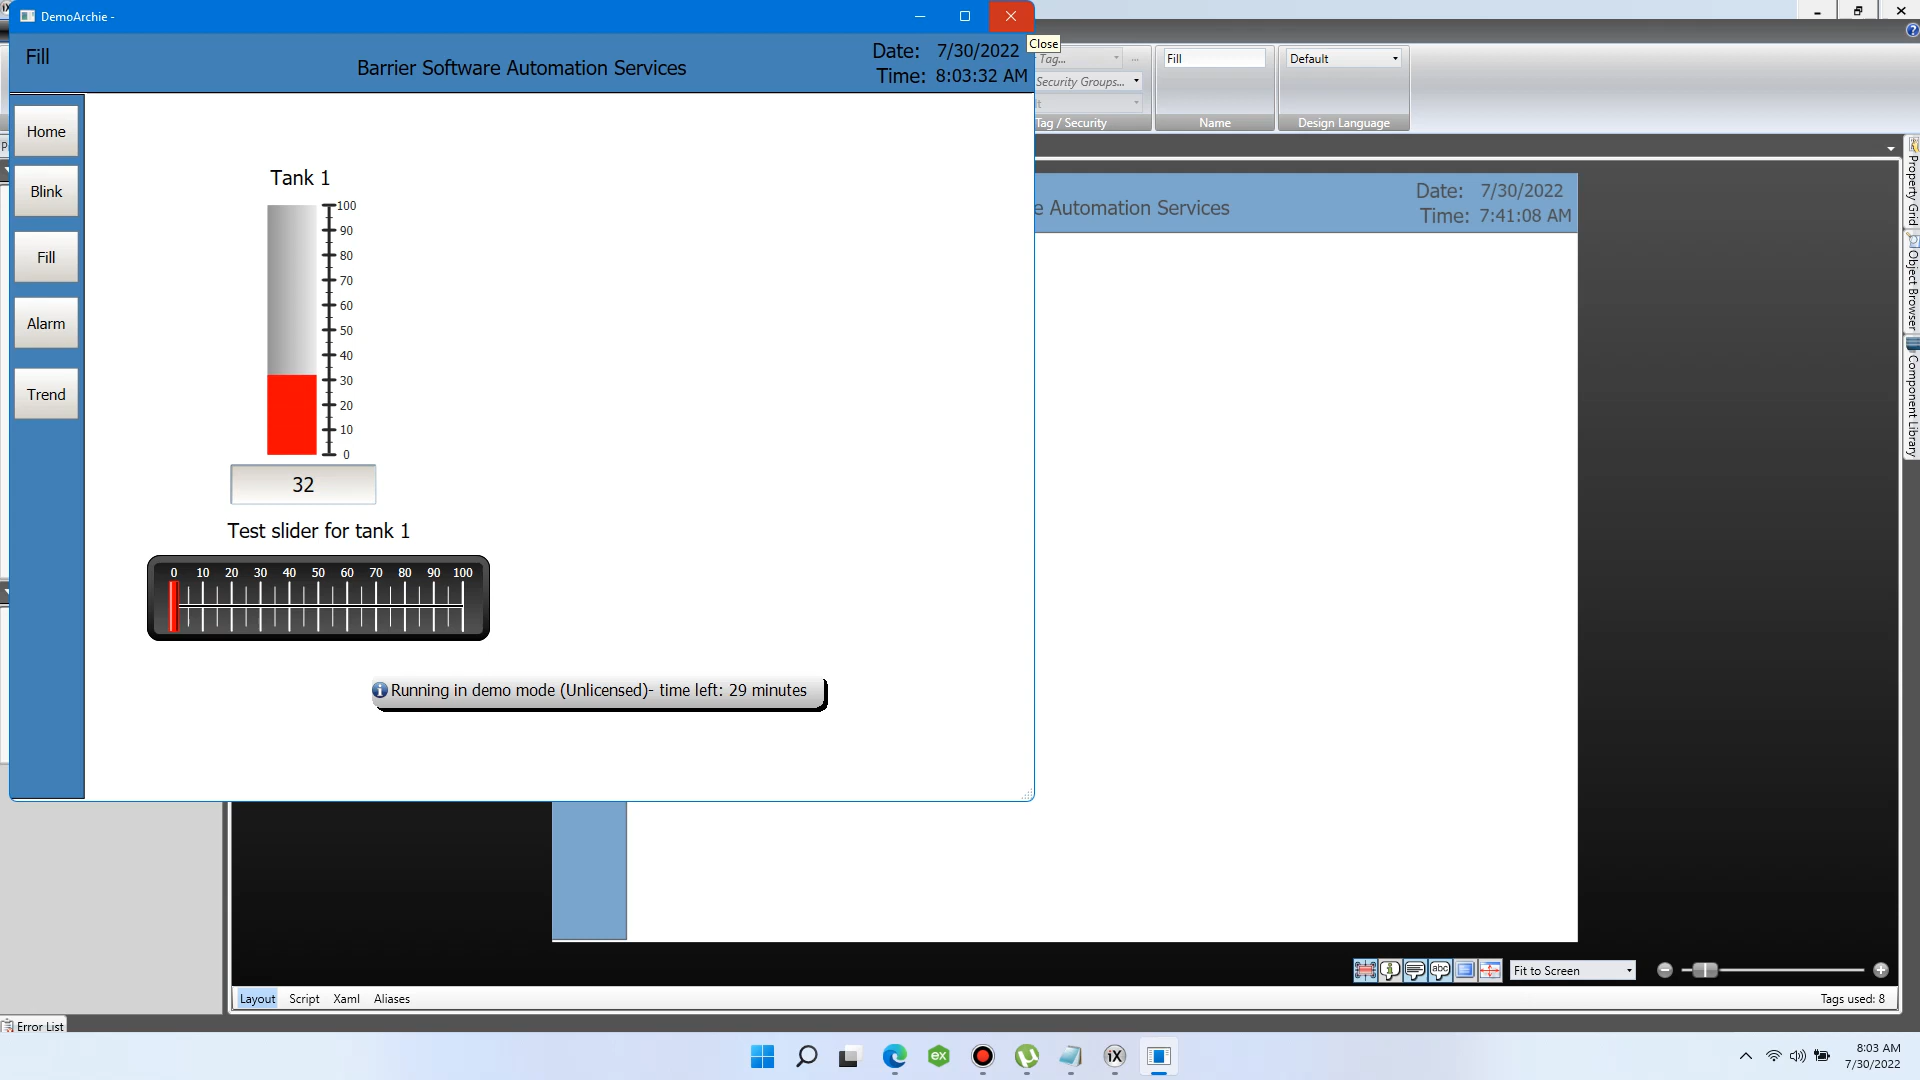 DemoArchie -
Close
Fill
Barrier Software Automation Services
Date: 7/30/2022
Time: 8:03:32 AM
Tag...
...
Security Groups...
Tag / Security
Fill
Name
Default
Design Language
Home
Blink
Fill
Alarm
Trend
Tank 1
100
90
80
70
60
50
40
30
20
10
0
32
Test slider for tank 1
0 10 20 30 40 50 60 70 80 90 100
Running in demo mode (Unlicensed)- time left: 29 minutes
e Automation Services
Date: 7/30/2022
Time: 7:41:08 AM
Property Grid
Object Browser
Component Library
abc
Fit to Screen
Layout Script Xaml Aliases
Tags used: 8
Error List
ex
iX
8:03 AM
7/30/2022